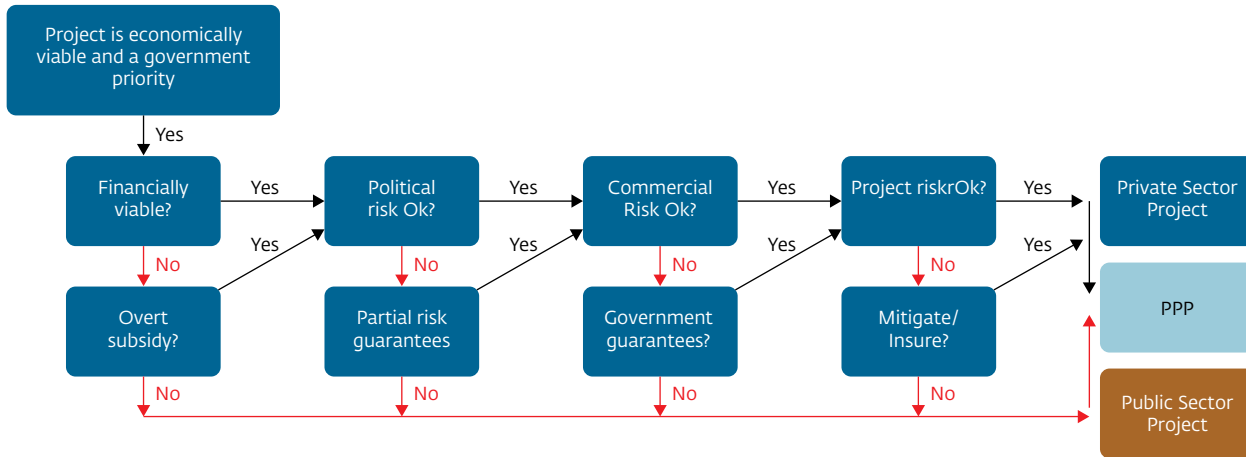 Project is economically
viable and a government
priority
Yes
Financially
viable?
Yes
Political
risk Ok?
Yes
Commercial
Risk Ok?
Yes
Project riskrOk?
Yes
Private Sector
Project
No
Yes
No
Yes
No
Yes
No
Yes
Overt
subsidy?
Partial risk
guarantees
Government
guarantees?
Mitigate/
Insure?
PPP
No
No
No
No
Public Sector
Project